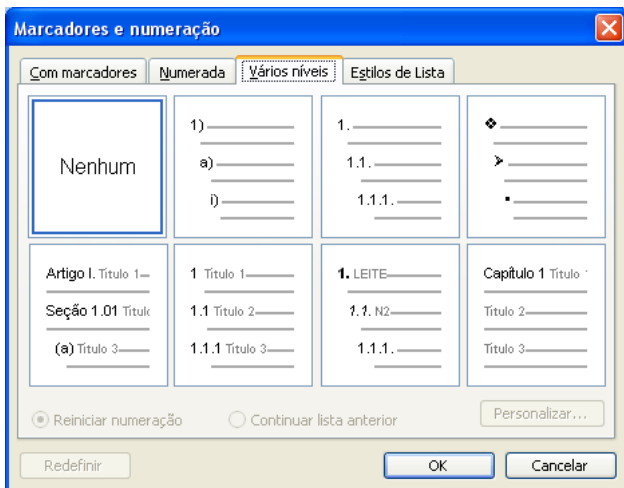 Marcadores e numeração
Com marcadores Numerada Vários níveis Estilos de Lista
Nenhum
1)
a)
i)
1.
1.1.
1.1.1.
Artigo I. Título 1
Seção 1.01 Títul
(a) Título 3
1 Título 1
1.1 Título 2
1.1.1 Título 3
1. LEITE
1.1. N2
1.1.1.
Capítulo 1 Título
Título 2
Título 3
Reiniciar numeração Continuar lista anterior Personalizar...
Redefinir OK Cancelar